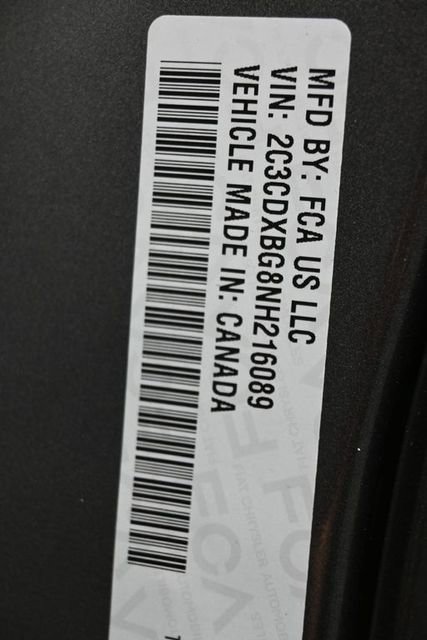 MFD BY: FCA US LLC
VIN: 2C3CDXBG8NH216089
VEHICLE MADE IN: CANADA